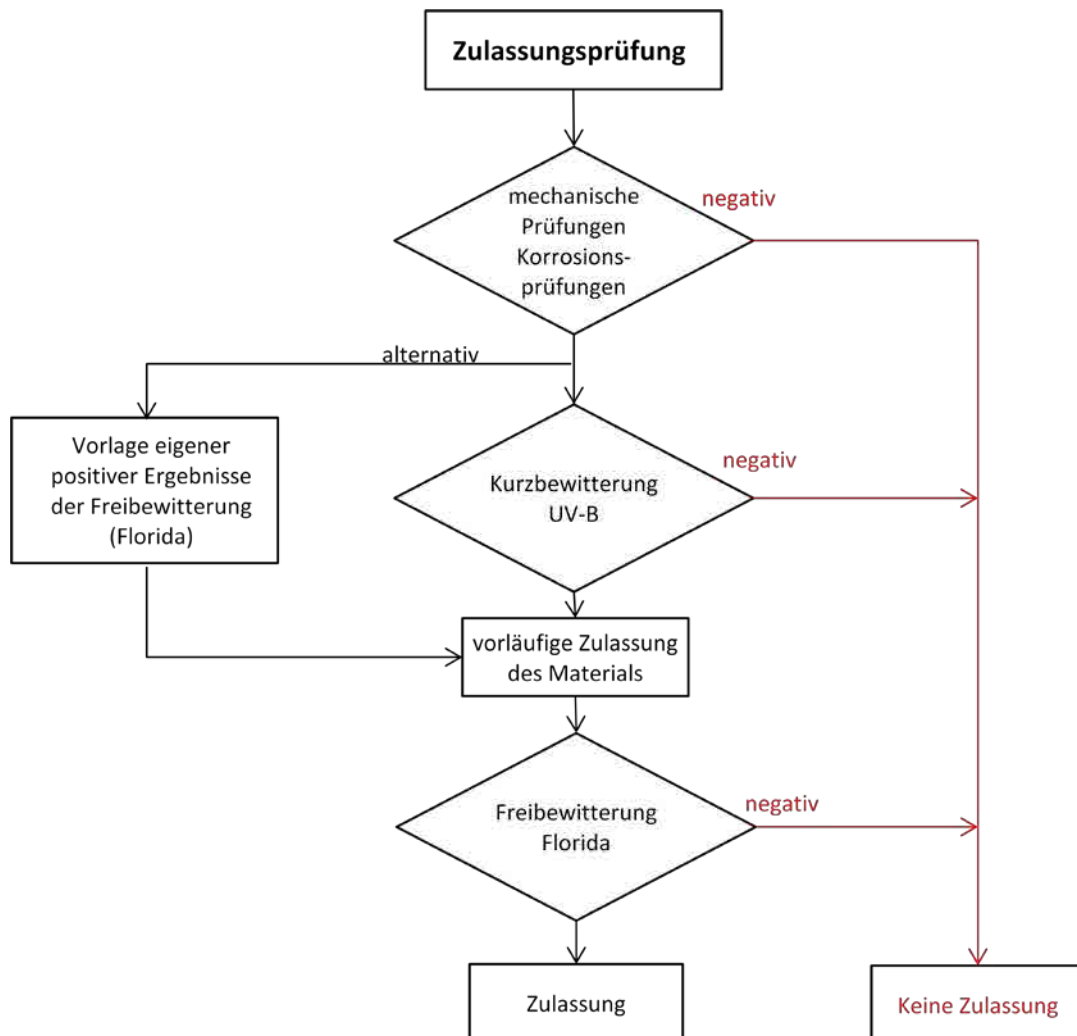 Zulassungsprüfung
mechanische
Prüfungen
Korrosions-
prüfungen
negativ
alternativ
Vorlage eigener
positiver Ergebnisse
der Freibewitterung
(Florida)
Kurzbewitterung
UV-B
negativ
vorläufige Zulassung
des Materials
Freibewitterung
Florida
negativ
Zulassung
Keine Zulassung